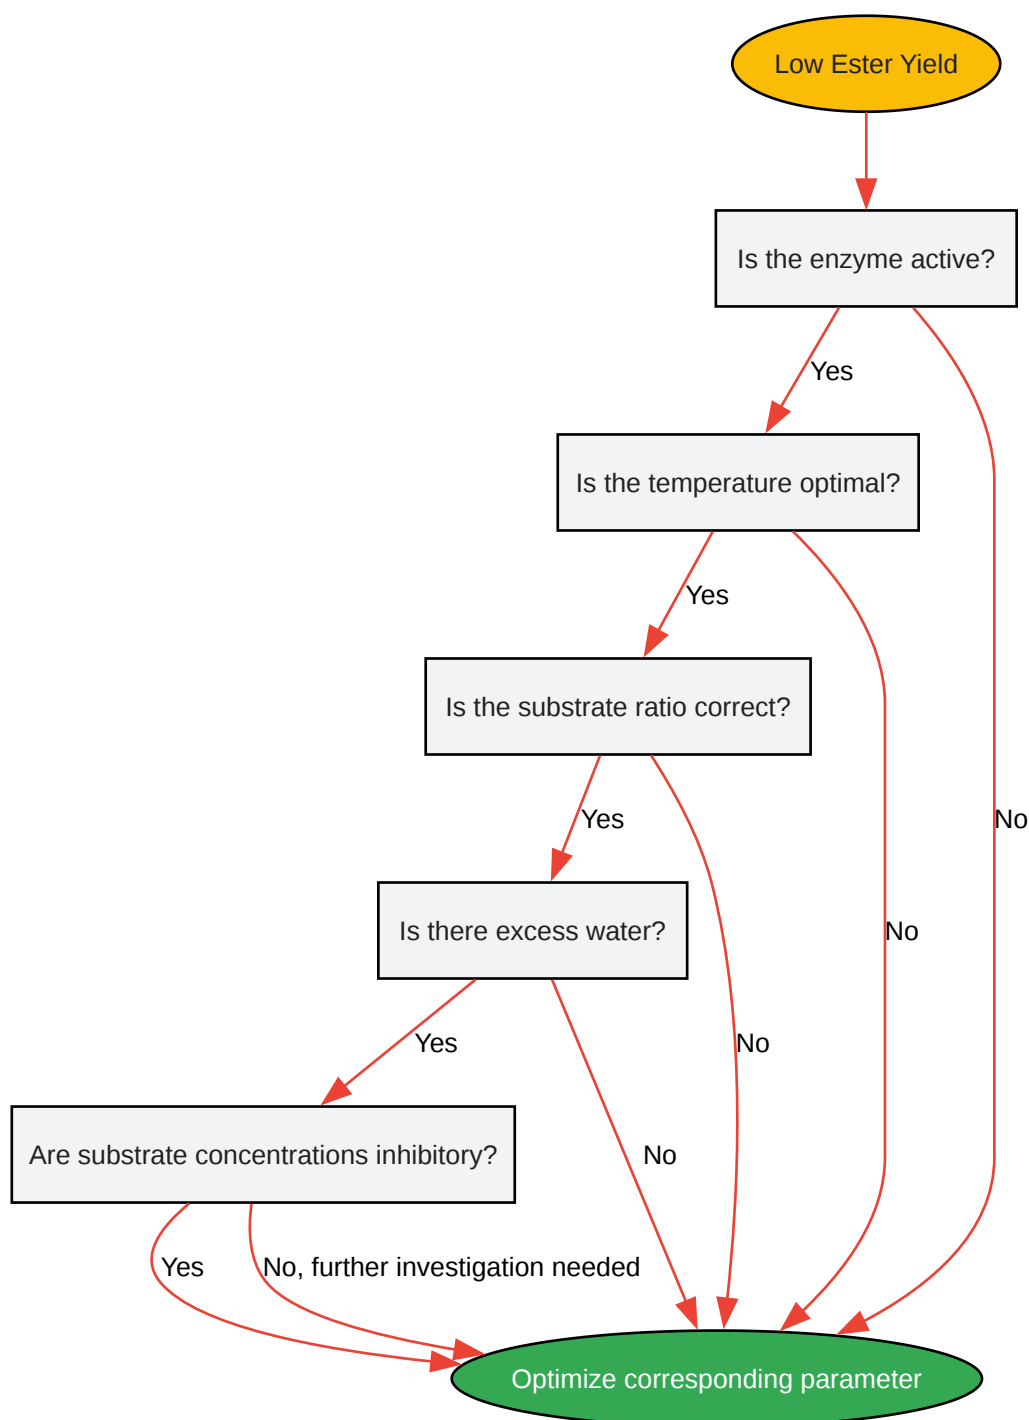 Low Ester Yield
Is the enzyme active?
Yes
Is the temperature optimal?
Yes
Is the substrate ratio correct?
Yes
No
Is there excess water?
No
Yes
No
Are substrate concentrations inhibitory?
No
Yes
No, further investigation needed
Optimize corresponding parameter